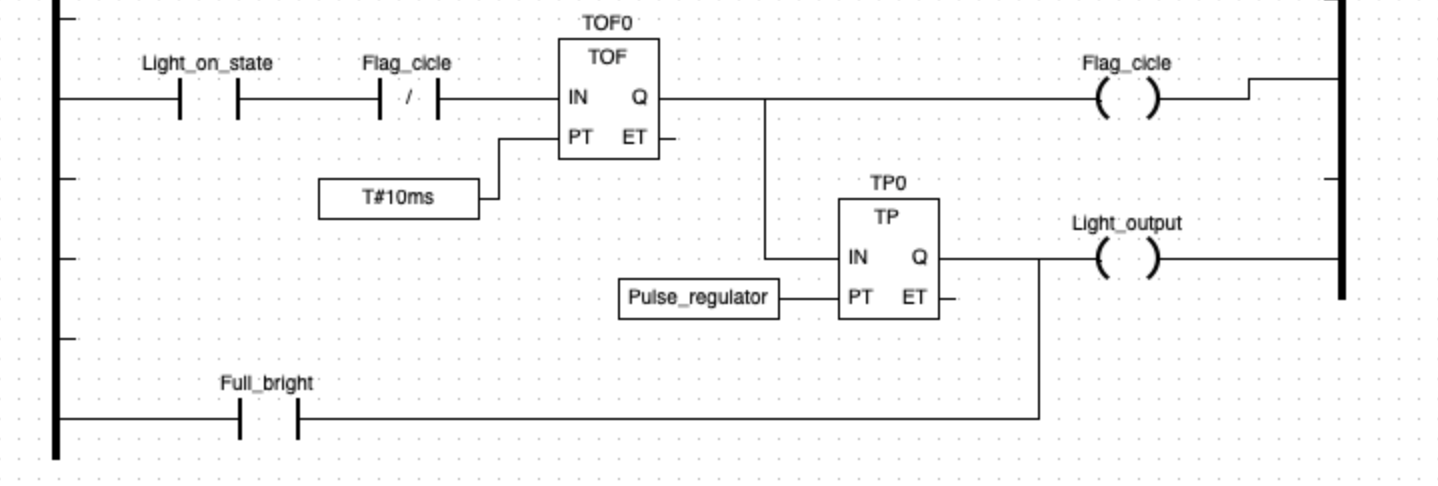 TOF0
Light_on_state
Flag_cicle
TOF
Flag_cicle
/
IN
Q
PT
ET
T#10ms
TP0
TP
Light_output
IN
Q
Pulse_regulator
PT
ET
Full_bright